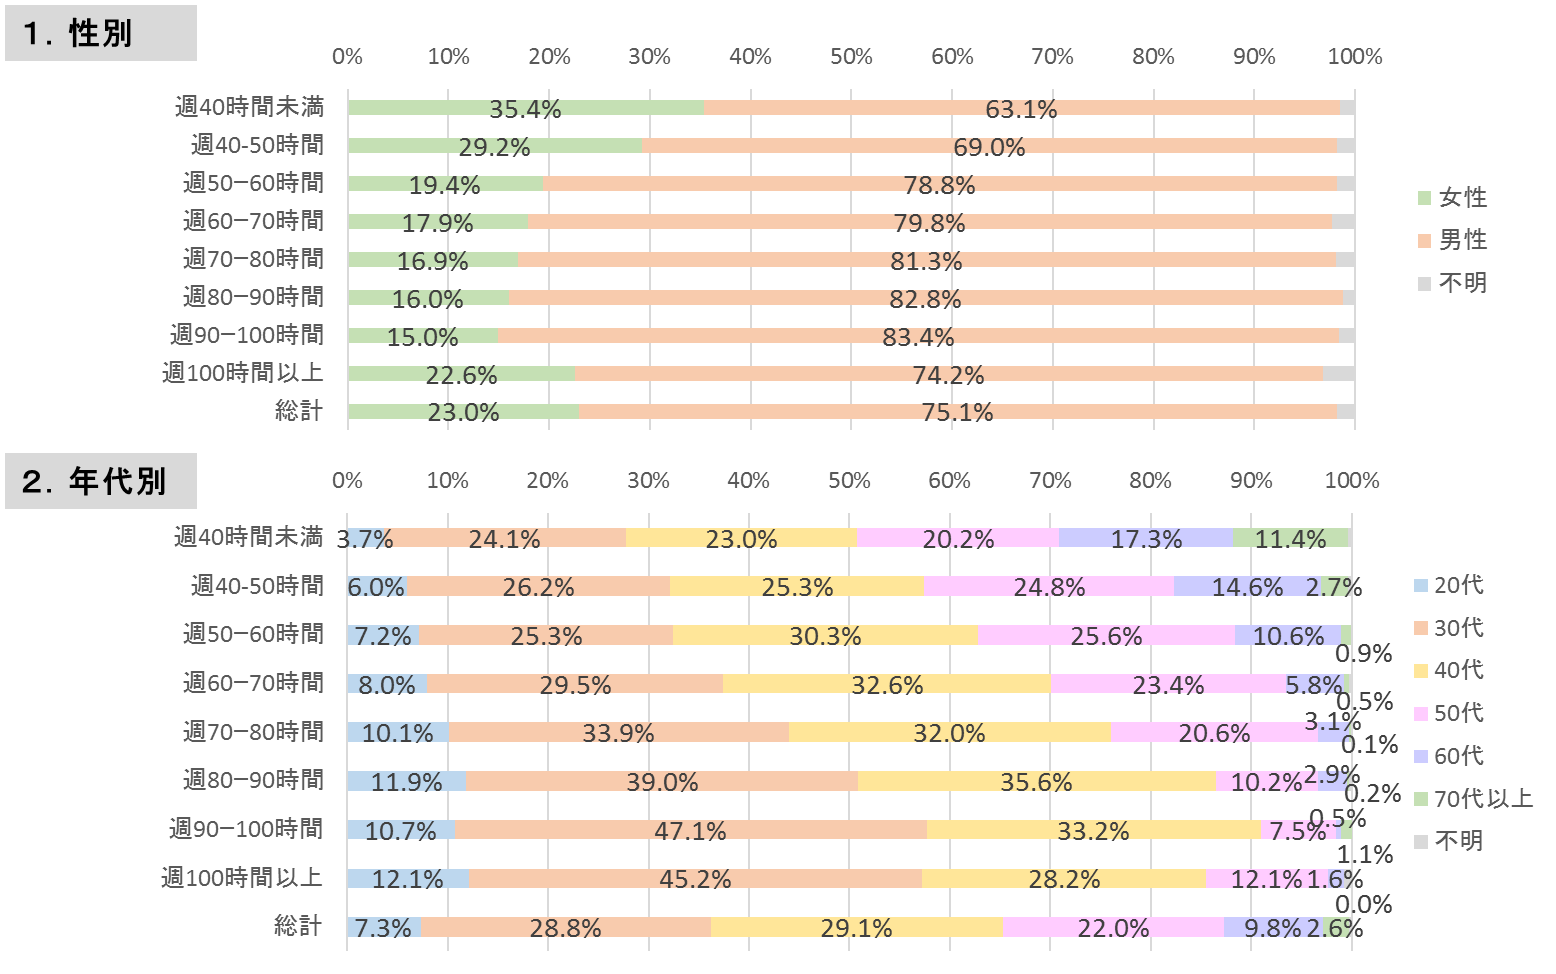 １．性別
0% 10% 20% 30% 40% 50% 60% 70% 80% 90% 100%
週40時間未満 35.4% 63.1%
週40-50時間 29.2% 69.0%
週50−60時間 19.4% 78.8%
週60−70時間 17.9% 79.8%
週70−80時間 16.9% 81.3%
週80−90時間 16.0% 82.8%
週90−100時間 15.0% 83.4%
週100時間以上 22.6% 74.2%
総計 23.0% 75.1%
女性
男性
不明
２．年代別
0% 10% 20% 30% 40% 50% 60% 70% 80% 90% 100%
週40時間未満 3.7% 24.1% 23.0% 20.2% 17.3% 11.4%
週40-50時間 6.0% 26.2% 25.3% 24.8% 14.6% 2.7%
週50−60時間 7.2% 25.3% 30.3% 25.6% 10.6% 0.9%
週60−70時間 8.0% 29.5% 32.6% 23.4% 5.8% 0.5%
週70−80時間 10.1% 33.9% 32.0% 20.6% 3.1% 0.1%
週80−90時間 11.9% 39.0% 35.6% 10.2% 2.9% 0.2%
週90−100時間 10.7% 47.1% 33.2% 7.5% 0.5% 1.1%
週100時間以上 12.1% 45.2% 28.2% 12.1% 1.6% 0.0%
総計 7.3% 28.8% 29.1% 22.0% 9.8% 2.6%
20代
30代
40代
50代
60代
70代以上
不明